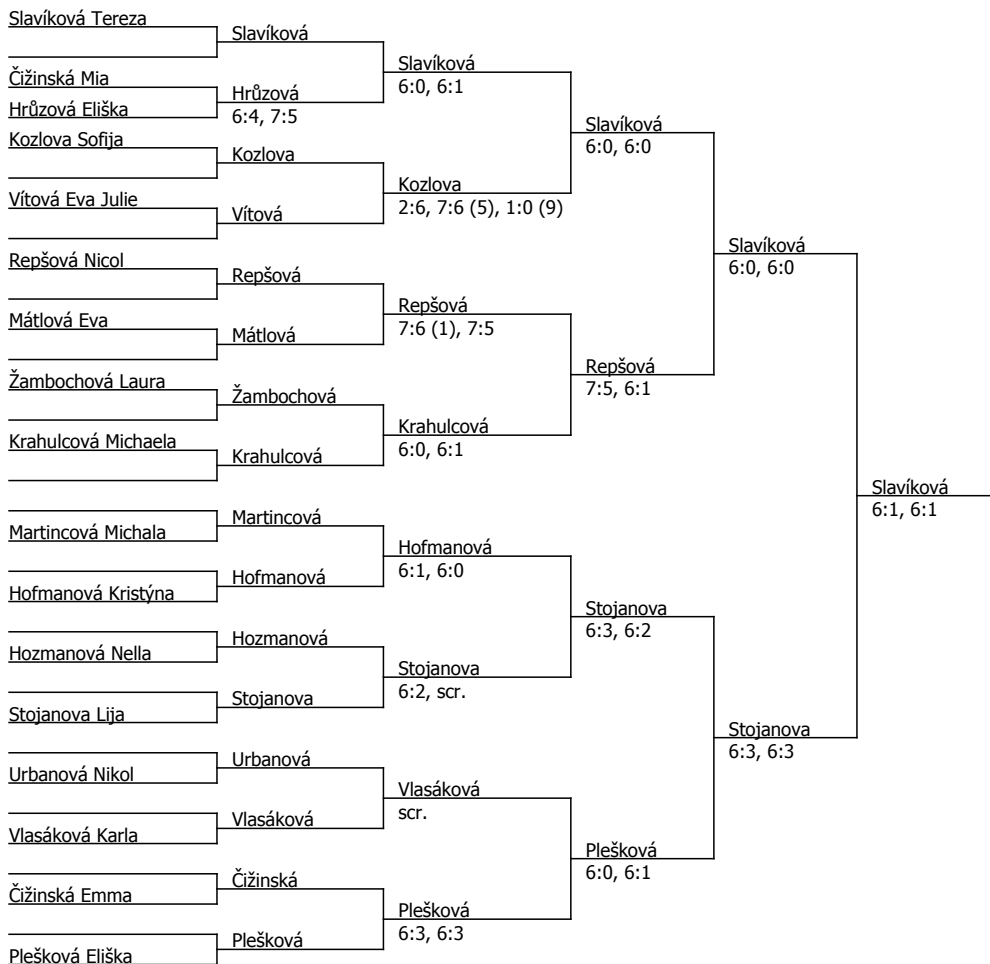 Slavíková Tereza
Čižinská Mia
Hrůzová Eliška
Kozlova Sofija
Vítová Eva Julie
Repšová Nicol
Mátlová Eva
Žambochová Laura
Krahulcová Michaela
Martincová Michala
Hofmanová Kristýna
Hozmanová Nella
Stojanova Lija
Urbanová Nikol
Vlasáková Karla
Čižinská Emma
Plešková Eliška
Slavíková
Hrůzová
6:4, 7:5
Kozlova
Vítová
Repšová
Mátlová
Žambochová
Krahulcová
Martincová
Hofmanová
Hozmanová
Stojanova
Urbanová
Vlasáková
Čižinská
Plešková
Slavíková
6:0, 6:1
Kozlova
2:6, 7:6 (5), 1:0 (9)
Repšová
7:6 (1), 7:5
Krahulcová
6:0, 6:1
Hofmanová
6:1, 6:0
Stojanova
6:2, scr.
Vlasáková
scr.
Plešková
6:3, 6:3
Slavíková
6:0, 6:0
Repšová
7:5, 6:1
Stojanova
6:3, 6:2
Plešková
6:0, 6:1
Slavíková
6:0, 6:0
Stojanova
6:3, 6:3
Slavíková
6:1, 6:1